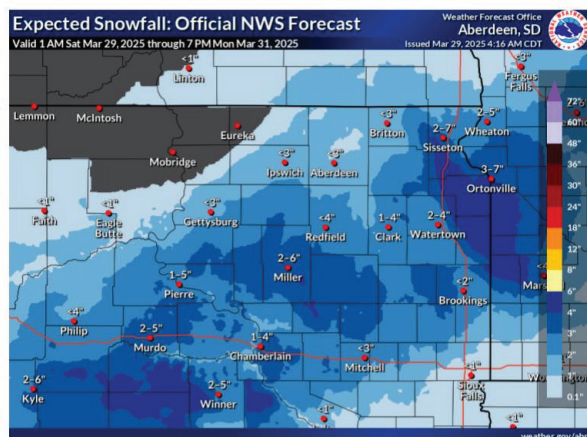 Expected Snowfall: Official NWS Forecast
Valid 1 AM Sat Mar 29, 2025 through 7 PM Mon Mar 31, 2025
Weather Forecast Office
Aberdeen, SD
Issued Mar 29, 2025 4:16 AM CDT
<1"
Linton
<3"
Fergus
Falls
Lemmon
McIntosh
Eureka
<3"
Britton
2-5"
Wheaton
2-7"
Sisseton
Mobridge
<3"
Ipswich
<3"
Aberdeen
3-7"
Ortonville
<1"
Faith
<1"
Eagle
Butte
<3"
Gettysburg
<4"
Redfield
1-4"
Clark
2-4"
Watertown
2-6"
Miller
1-5"
Pierre
<2"
Brookings
Mars
<4"
Philip
2-5"
Murdo
1-4"
Chamberlain
<3"
Mitchell
<1"
Sioux
Falls
2-6"
Kyle
2-5"
Winner
<1"
<1"
72"
60"
48"
36"
30"
24"
18"
12"
8"
6"
4"
3"
2"
1"
0.1"
weather.gov/ab